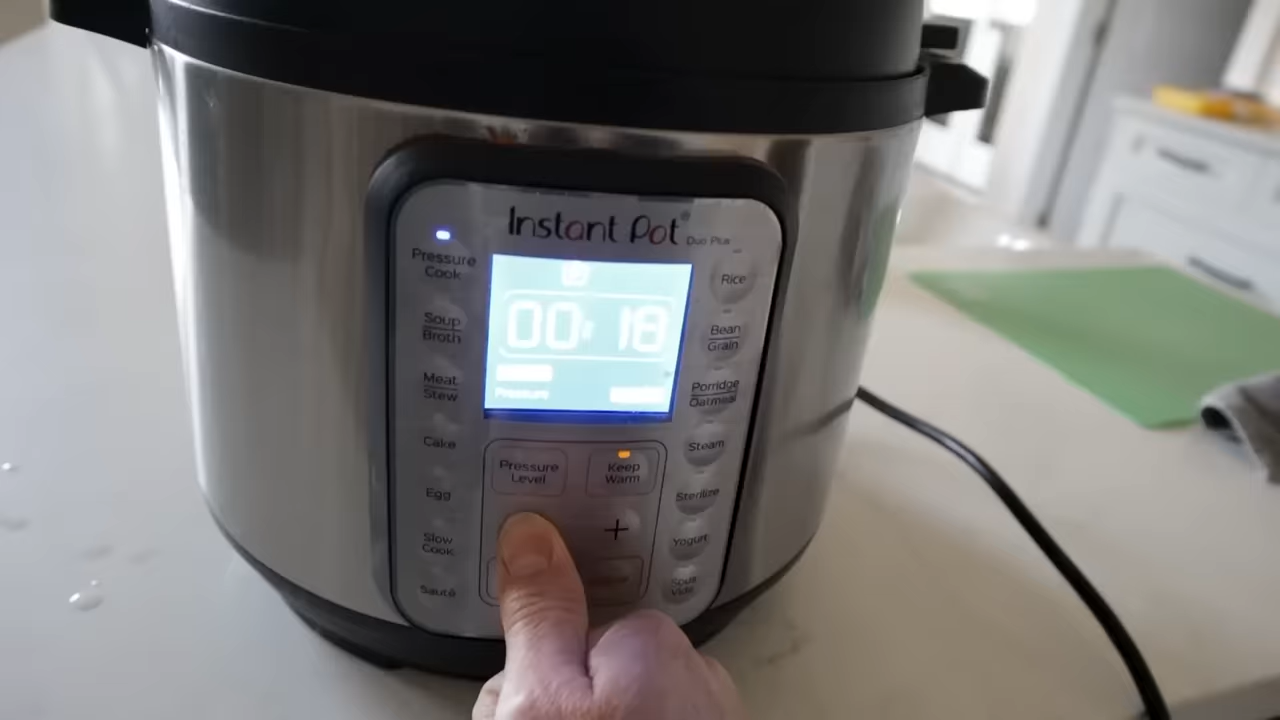 Instant Pot®
Duo Plus
Pressure
Cook
Soup
Broth
Meat
Stew
Cake
Egg
Slow
Cook
Sauté
00:18
Pressure
Pressure
Level
Keep
Warm
+
Rice
Bean
Grain
Porridge
Oatmeal
Steam
Sterilize
Yogurt
Sous
Vide